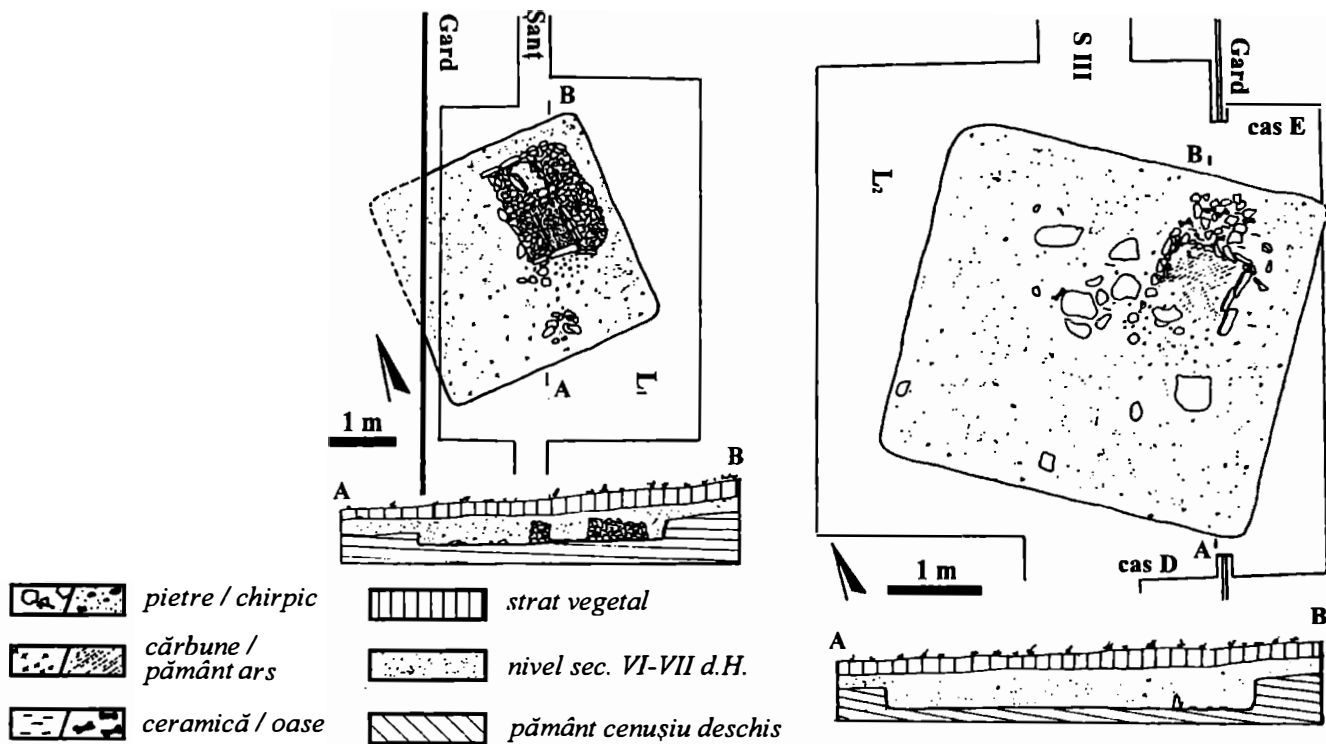 Gard
Șanț
B
A
L₁
1 m
A
B
S III
Gard
cas E
L₂
B
A
cas D
1 m
A
B
pietre / chirpic
cărbune /
pământ ars
ceramică / oase
strat vegetal
nivel sec. VI-VII d.H.
pământ cenușiu deschis